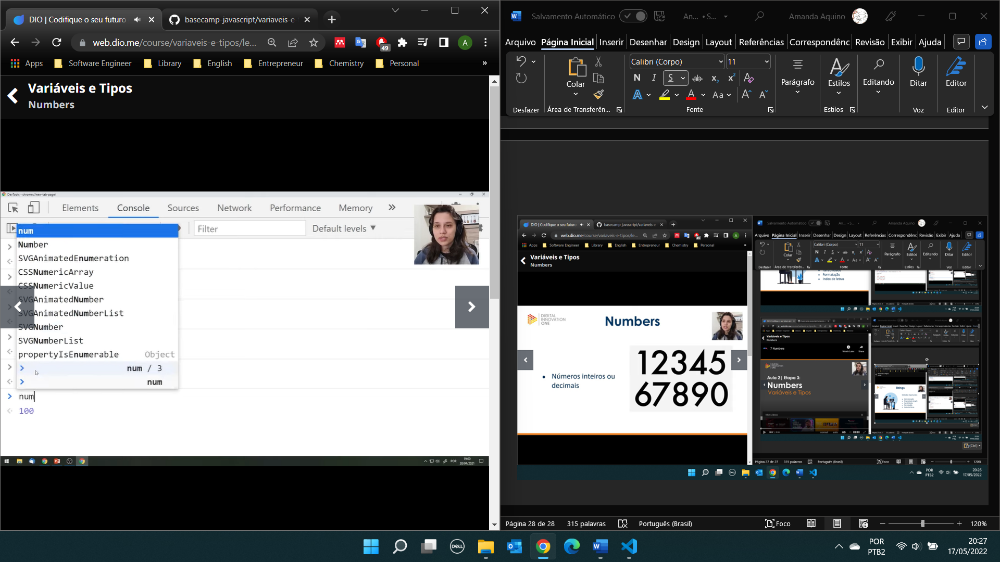 DIO | Codifique o seu futuro
basecamp-javascript/variaveis-e-
web.dio.me/course/variaveis-e-tipos/le...
49
A
Apps
Software Engineer
Library
English
Entrepreneur
Chemistry
Personal
»
Variáveis e Tipos
Numbers
DevTools - chrome://new-tab-page/
Elements
Console
Sources
Network
Performance
Memory
»
Filter
Default levels ▼
num
Number
SVGAnimatedEnumeration
CSSNumericArray
CSSNumericValue
SVGAnimatedNumber
SVGAnimatedNumberList
SVGNumber
SVGNumberList
propertyIsEnumerable Object
> num / 3
> num
> num
100
POR
19:00
20/04/2021
Salvamento Automático
An... • S...
Amanda Aquino
Arquivo
Página Inicial
Inserir
Desenhar
Design
Layout
Referências
Correspondênc
Revisão
Exibir
Ajuda
Desfazer
Colar
Área de Transferên...
Calibri (Corpo)
11
N I S ab x₂ x²
A A Aa A A
Fonte
Parágrafo
Estilos
Estilos
Editando
Ditar
Voz
Editor
Editor
DIO | Codifique o seu futuro
basecamp-javascript/variaveis-e-
web.dio.me/course/variaveis-e-tipos/le...
Apps
Software Engineer
Library
English
Entrepreneur
Chemistry
Personal
Variáveis e Tipos
Numbers
DIGITAL
INNOVATION
ONE
Numbers
• Números inteiros ou
decimais
12345
67890
Salvamento Automático
An... • S...
Amanda Aquino
Arquivo
Página Inicial
Inserir
Desenhar
Design
Layout
Referências
Correspondênc
Revisão
Exibir
Ajuda
Calibri (Corpo)
11
Colar
Parágrafo
Estilos
Editando
Ditar
Editor
Desfazer
Área de Transferên...
Fonte
Estilos
Voz
Editor
Formatação
Index de letras
Variáveis e Tipos
Numbers
7 Numbers
Aula 2| Etapa 3:
Numbers
Variáveis e Tipos
Strings
(Ctrl)
Página 27 de 27
315 palavras
Português (Brasil)
Foco
120%
POR
PTB2
20:26
17/05/2022
Página 28 de 28
315 palavras
Português (Brasil)
Foco
120%
DELL
POR
PTB2
20:27
17/05/2022